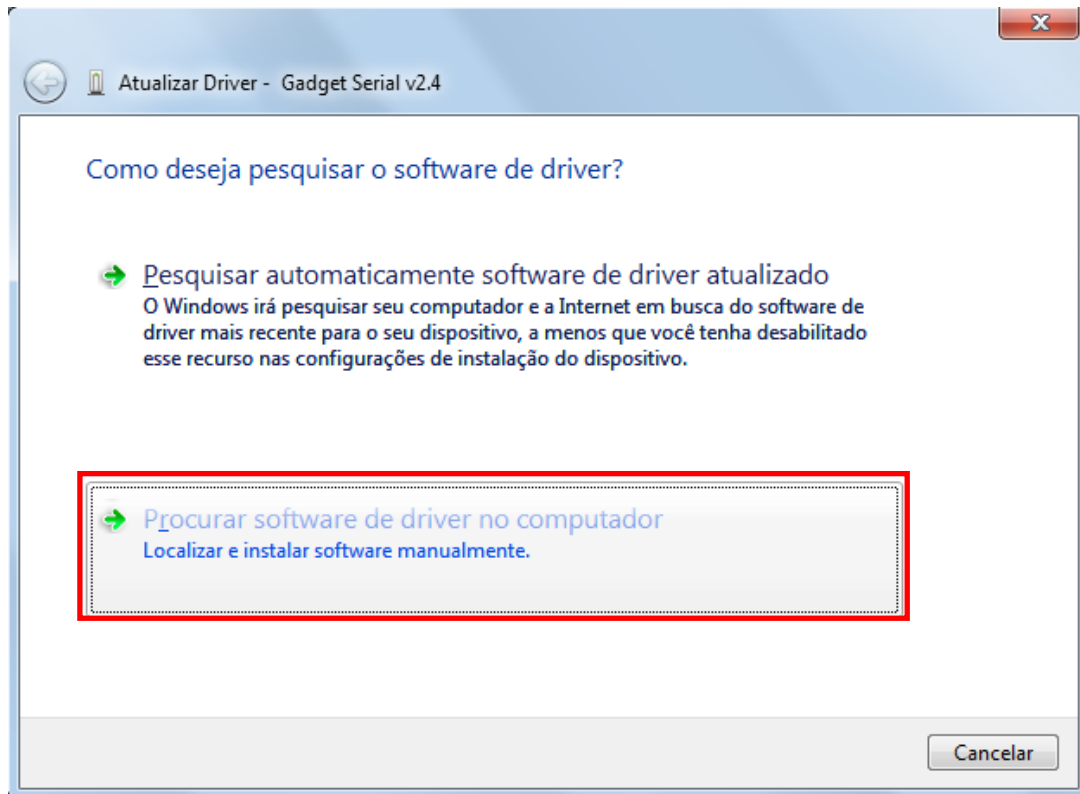 Atualizar Driver - Gadget Serial v2.4
Como deseja pesquisar o software de driver?
Pesquisar automaticamente software de driver atualizado
O Windows irá pesquisar seu computador e a Internet em busca do software de
driver mais recente para o seu dispositivo, a menos que você tenha desabilitado
esse recurso nas configurações de instalação do dispositivo.
Procurar software de driver no computador
Localizar e instalar software manualmente.
Cancelar